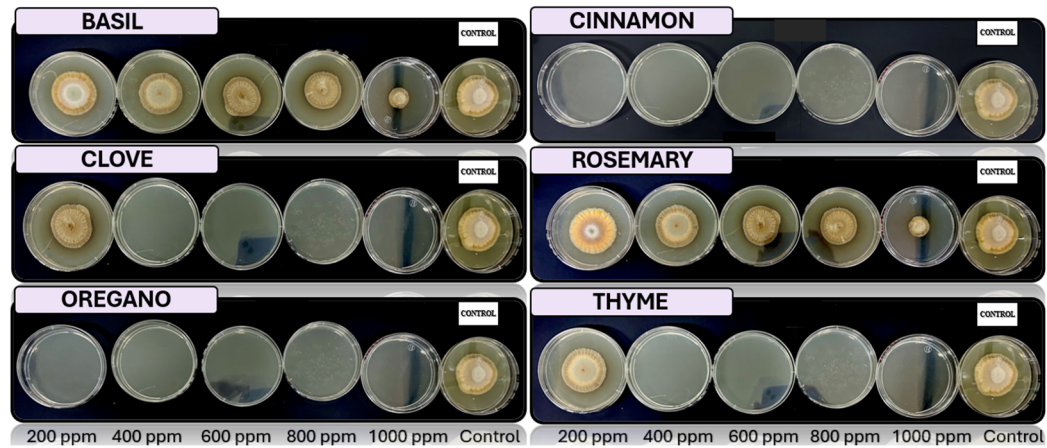 BASIL
CONTROL
CINNAMON
CONTROL
CLOVE
CONTROL
ROSEMARY
CONTROL
OREGANO
CONTROL
THYME
CONTROL
200 ppm 400 ppm 600 ppm 800 ppm 1000 ppm Control
200 ppm 400 ppm 600 ppm 800 ppm 1000 ppm Control